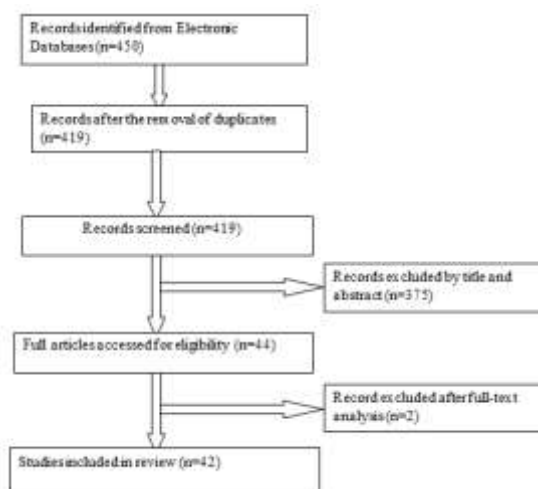 Records identified from Electronic
Databases (n=450)
Records after the removal of duplicates
(n=419)
Records screened (n=419)
Records excluded by title and
abstract (n=375)
Full articles accessed for eligibility (n=44)
Record excluded after full-text
analysis (n=2)
Studies included in review (n=42)